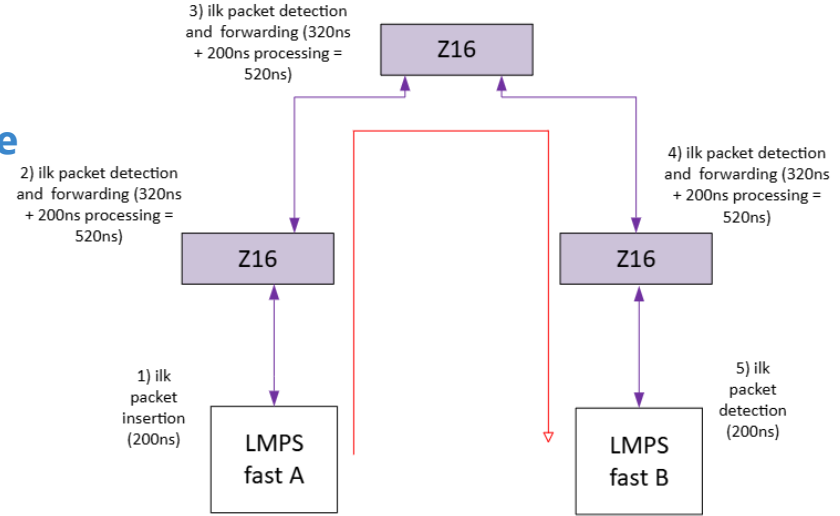 3) ilk packet detection
and forwarding (320ns
+ 200ns processing =
520ns)
Z16
e
2) ilk packet detection
and forwarding (320ns
+ 200ns processing =
520ns)
4) ilk packet detection
and forwarding (320ns
+ 200ns processing =
520ns)
Z16
Z16
1) ilk
packet
insertion
(200ns)
5) ilk
packet
detection
(200ns)
LMPS
fast A
LMPS
fast B